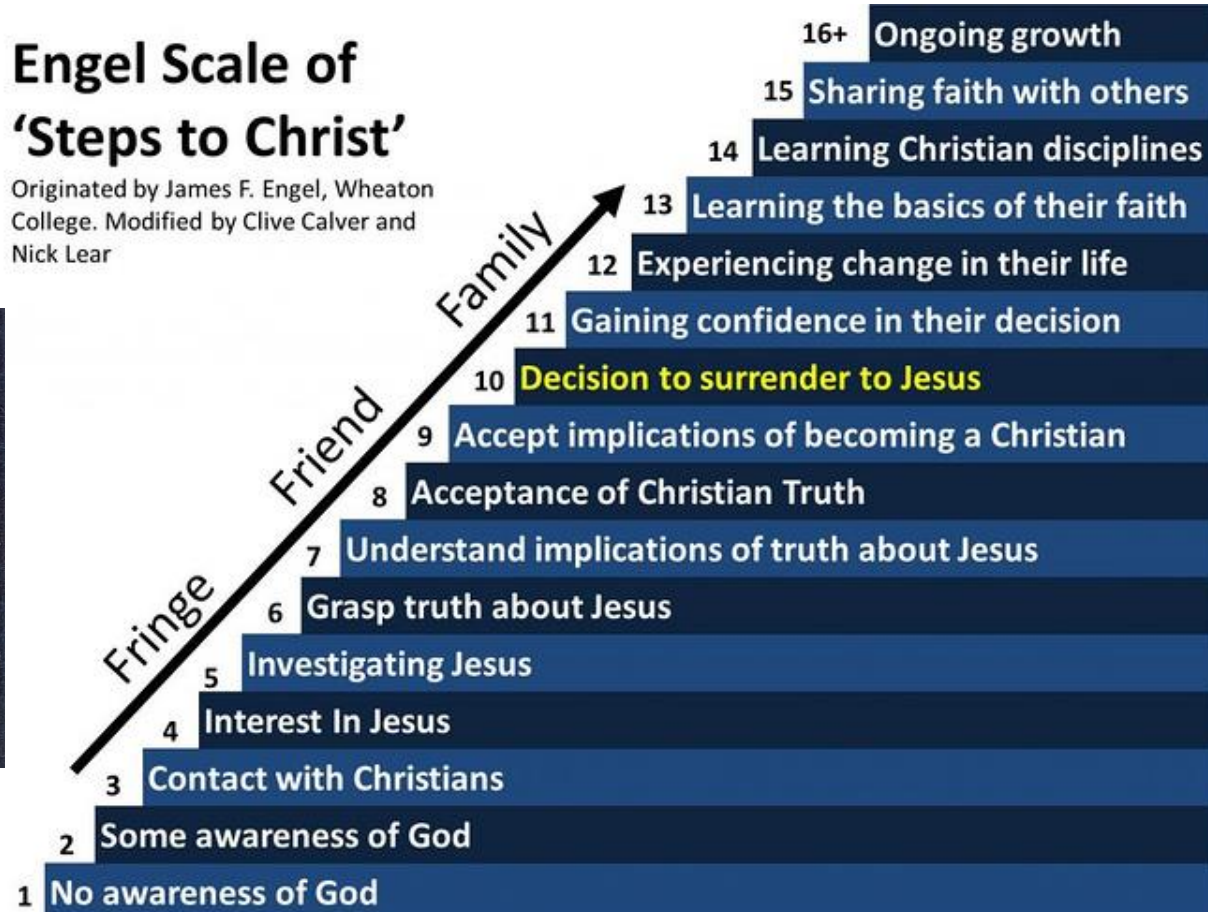 Engel Scale of
‘Steps to Christ’
Originated by James F. Engel, Wheaton
College. Modified by Clive Calver and
Nick Lear
16+ Ongoing growth
15 Sharing faith with others
14 Learning Christian disciplines
13 Learning the basics of their faith
12 Experiencing change in their life
11 Gaining confidence in their decision
10 Decision to surrender to Jesus
9 Accept implications of becoming a Christian
8 Acceptance of Christian Truth
7 Understand implications of truth about Jesus
6 Grasp truth about Jesus
5 Investigating Jesus
4 Interest In Jesus
3 Contact with Christians
2 Some awareness of God
1 No awareness of God
Family
Friend
Fringe